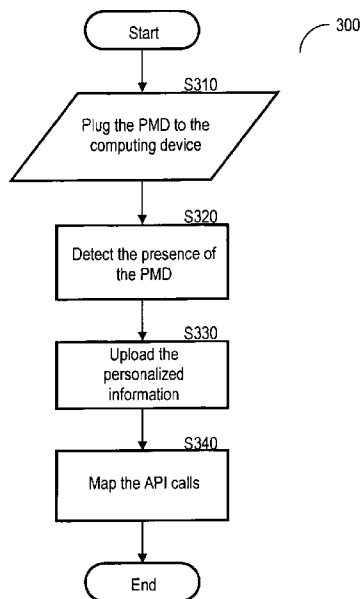 Start
300
S310
Plug the PMD to the
computing device
S320
Detect the presence of
the PMD
S330
Upload the
personalized
information
S340
Map the API calls
End